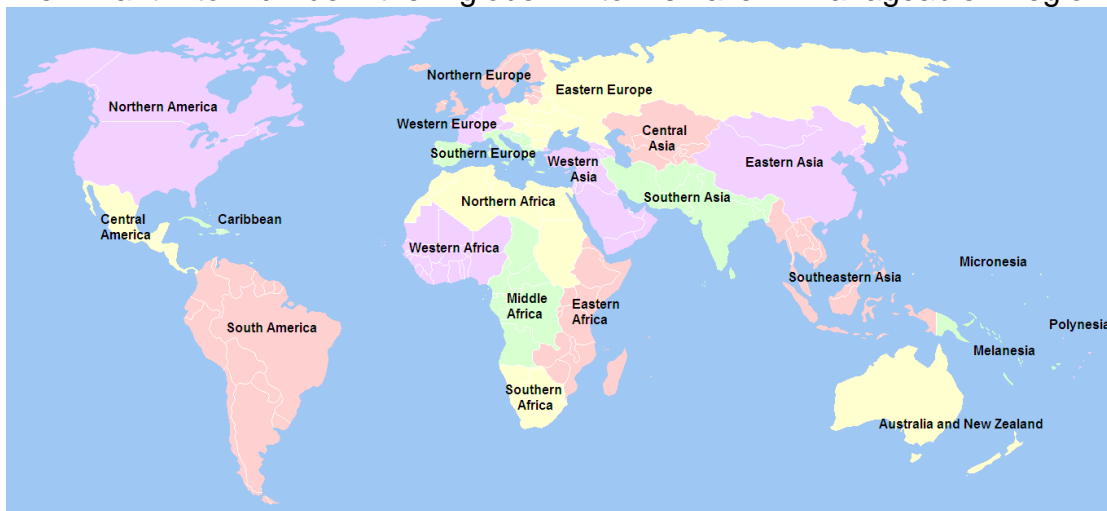 Northern America
Northern Europe
Eastern Europe
Western Europe
Central
Asia
Southern Europe
Western
Asia
Eastern Asia
Southern Asia
Northern Africa
Central
America
Caribbean
Western Africa
Micronesia
Southeastern Asia
Middle
Africa
Eastern
Africa
South America
Polynesia
Melanesia
Southern
Africa
Australia and New Zealand